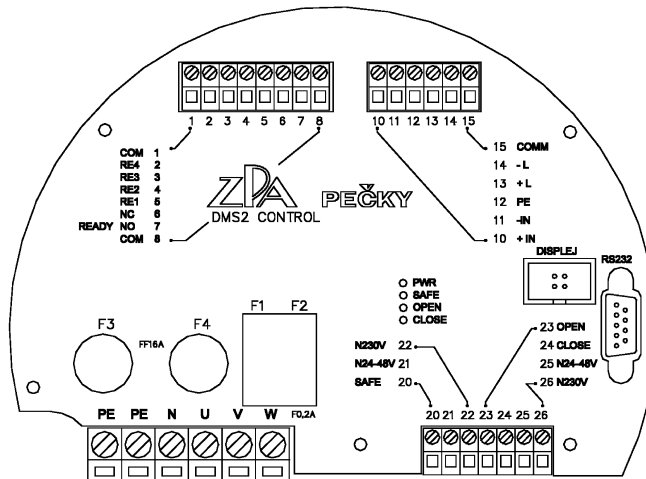 1 2 3 4 5 6 7 8
10 11 12 13 14 15
COM 1
RE4 2
RE3 3
RE2 4
RE1 5
NC 6
READY NO 7
COM 8
ZPA PEČKY
DMS2 CONTROL
15 COMM
14 -L
13 +L
12 PE
11 -IN
10 +IN
DISPLEJ
RS232
PWR
SAFE
OPEN
CLOSE
F1 F2
F3
FF16A
F4
N230V 22
N24-48V 21
SAFE 20
23 OPEN
24 CLOSE
25 N24-48V
26 N230V
PE PE N U V W
F0,2A
20 21 22 23 24 25 26